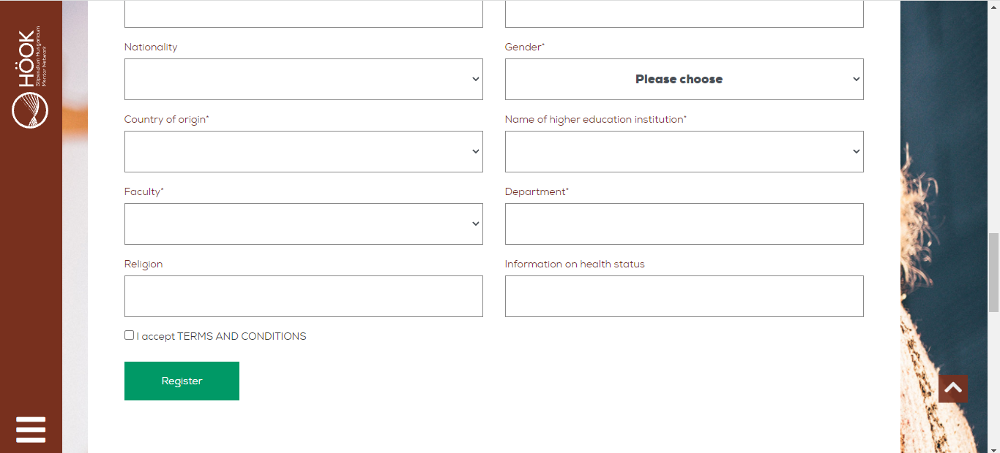 HÖOK
Stipendium Hungaricum
Mentor Network
Nationality
Gender*
Please choose
Country of origin*
Name of higher education institution*
Faculty*
Department*
Religion
Information on health status
I accept TERMS AND CONDITIONS
Register